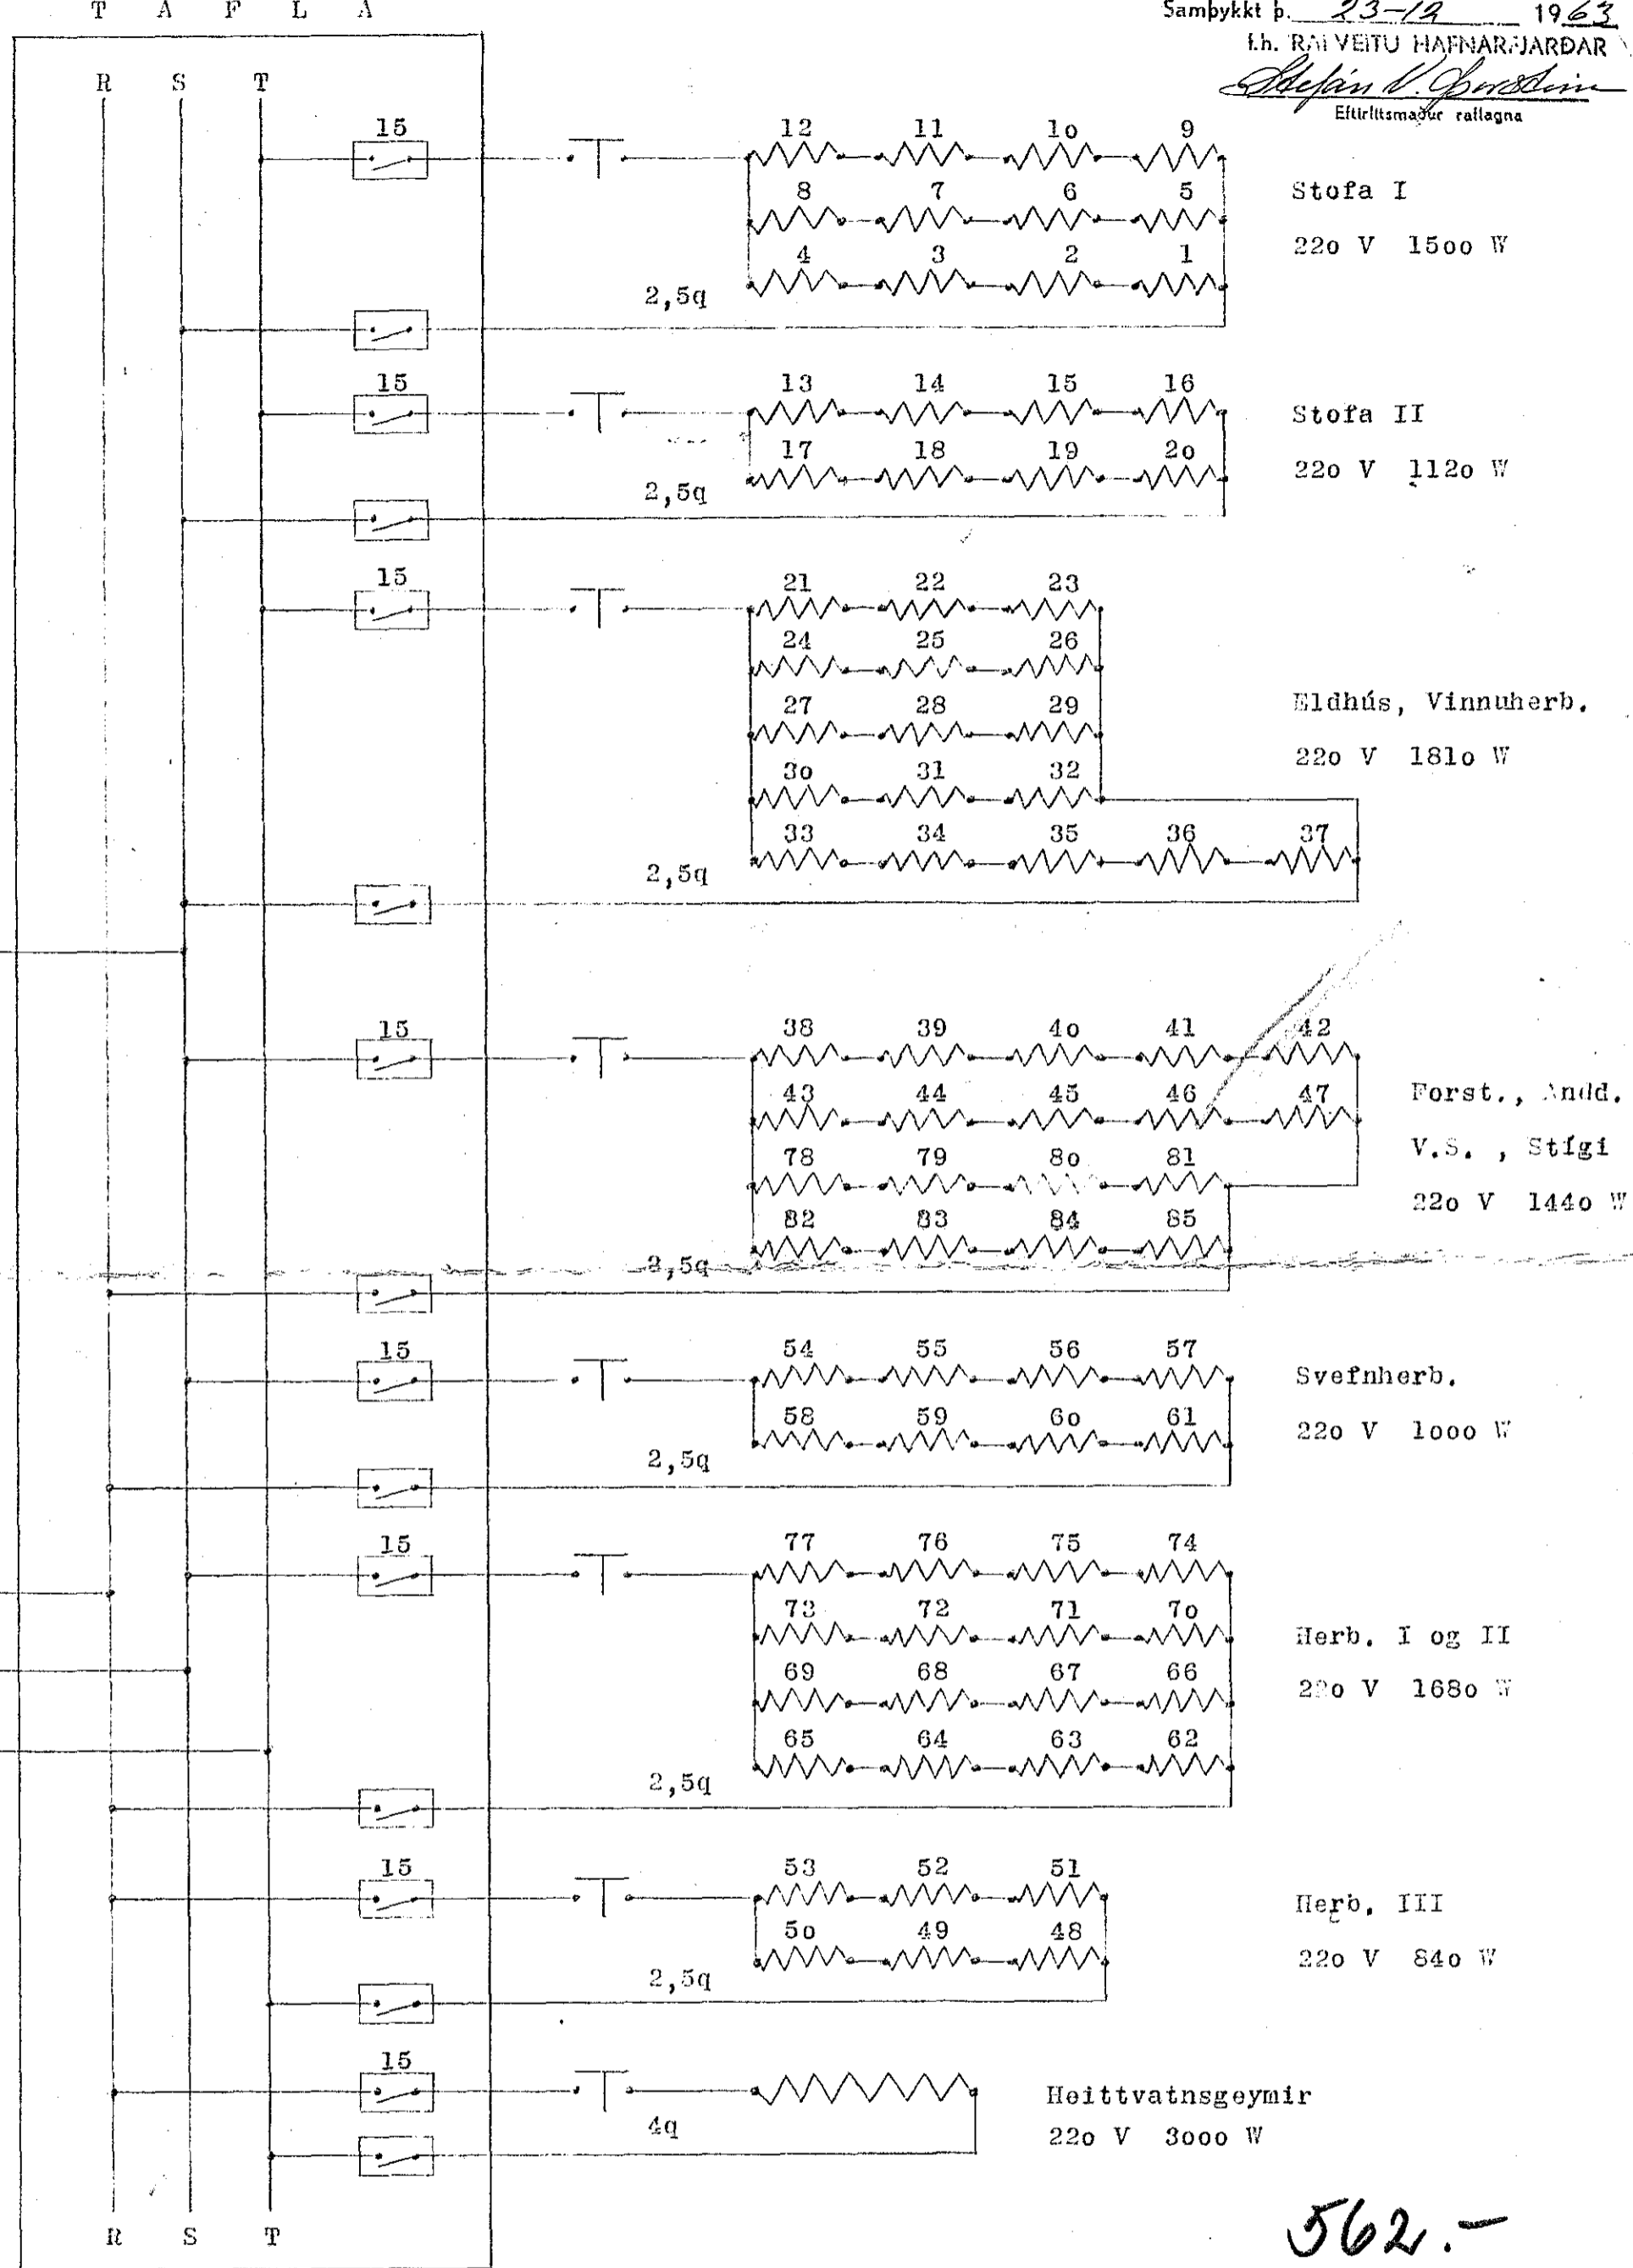 T A F L A
Samþykkt þ. 23-12 1963
f.h. RAFVEITU HAFNARFJARÐAR
Eftirlitsmaður raflagna
R S T
15
12 11 1o 9
8 7 6 5
Stofa I
22o V 15oo W
4 3 2 1
2,5q
15
13 14 15 16
Stofa II
17 18 19 2o
22o V 112o W
2,5q
15
21 22 23
24 25 26
27 28 29
Eldhús, Vinnuherb.
22o V 181o W
3o 31 32
33 34 35 36 37
2,5q
15
38 39 4o 41 42
43 44 45 46 47
Forst., Andd.
V.S. , Stígi
78 79 8o 81
22o V 144o W
82 83 84 85
2,5q
15
54 55 56 57
Svefnherb.
58 59 6o 61
22o V 1ooo W
2,5q
15
77 76 75 74
73 72 71 7o
Herb. I og II
69 68 67 66
22o V 168o W
65 64 63 62
2,5q
15
53 52 51
Herb. III
5o 49 48
22o V 84o W
2,5q
15
Heittvatnsgeymir
4q
22o V 3ooo W
R S T
562.-